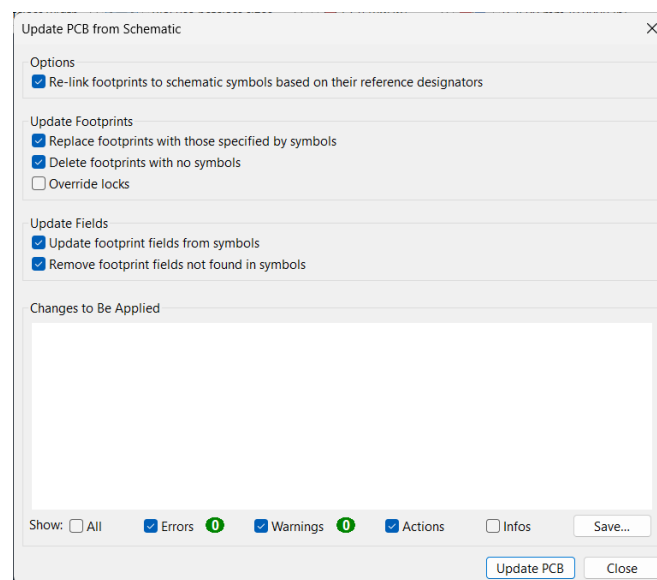 Update PCB from Schematic
Options
Re-link footprints to schematic symbols based on their reference designators
Update Footprints
Replace footprints with those specified by symbols
Delete footprints with no symbols
Override locks
Update Fields
Update footprint fields from symbols
Remove footprint fields not found in symbols
Changes to Be Applied
Show: All Errors 0 Warnings 0 Actions Infos Save...
Update PCB Close